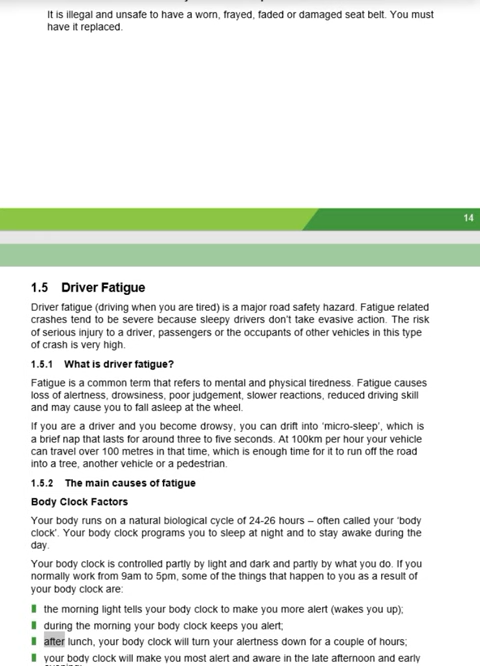 It is illegal and unsafe to have a worn, frayed, faded or damaged seat belt. You must
have it replaced.
14
1.5 Driver Fatigue
Driver fatigue (driving when you are tired) is a major road safety hazard. Fatigue related
crashes tend to be severe because sleepy drivers don't take evasive action. The risk
of serious injury to a driver, passengers or the occupants of other vehicles in this type
of crash is very high.
1.5.1 What is driver fatigue?
Fatigue is a common term that refers to mental and physical tiredness. Fatigue causes
loss of alertness, drowsiness, poor judgement, slower reactions, reduced driving skill
and may cause you to fall asleep at the wheel.
If you are a driver and you become drowsy, you can drift into 'micro-sleep', which is
a brief nap that lasts for around three to five seconds. At 100km per hour your vehicle
can travel over 100 metres in that time, which is enough time for it to run off the road
into a tree, another vehicle or a pedestrian.
1.5.2 The main causes of fatigue
Body Clock Factors
Your body runs on a natural biological cycle of 24-26 hours – often called your 'body
clock'. Your body clock programs you to sleep at night and to stay awake during the
day.
Your body clock is controlled partly by light and dark and partly by what you do. If you
normally work from 9am to 5pm, some of the things that happen to you as a result of
your body clock are:
the morning light tells your body clock to make you more alert (wakes you up);
during the morning your body clock keeps you alert;
after lunch, your body clock will turn your alertness down for a couple of hours;
your body clock will make you most alert and aware in the late afternoon and early